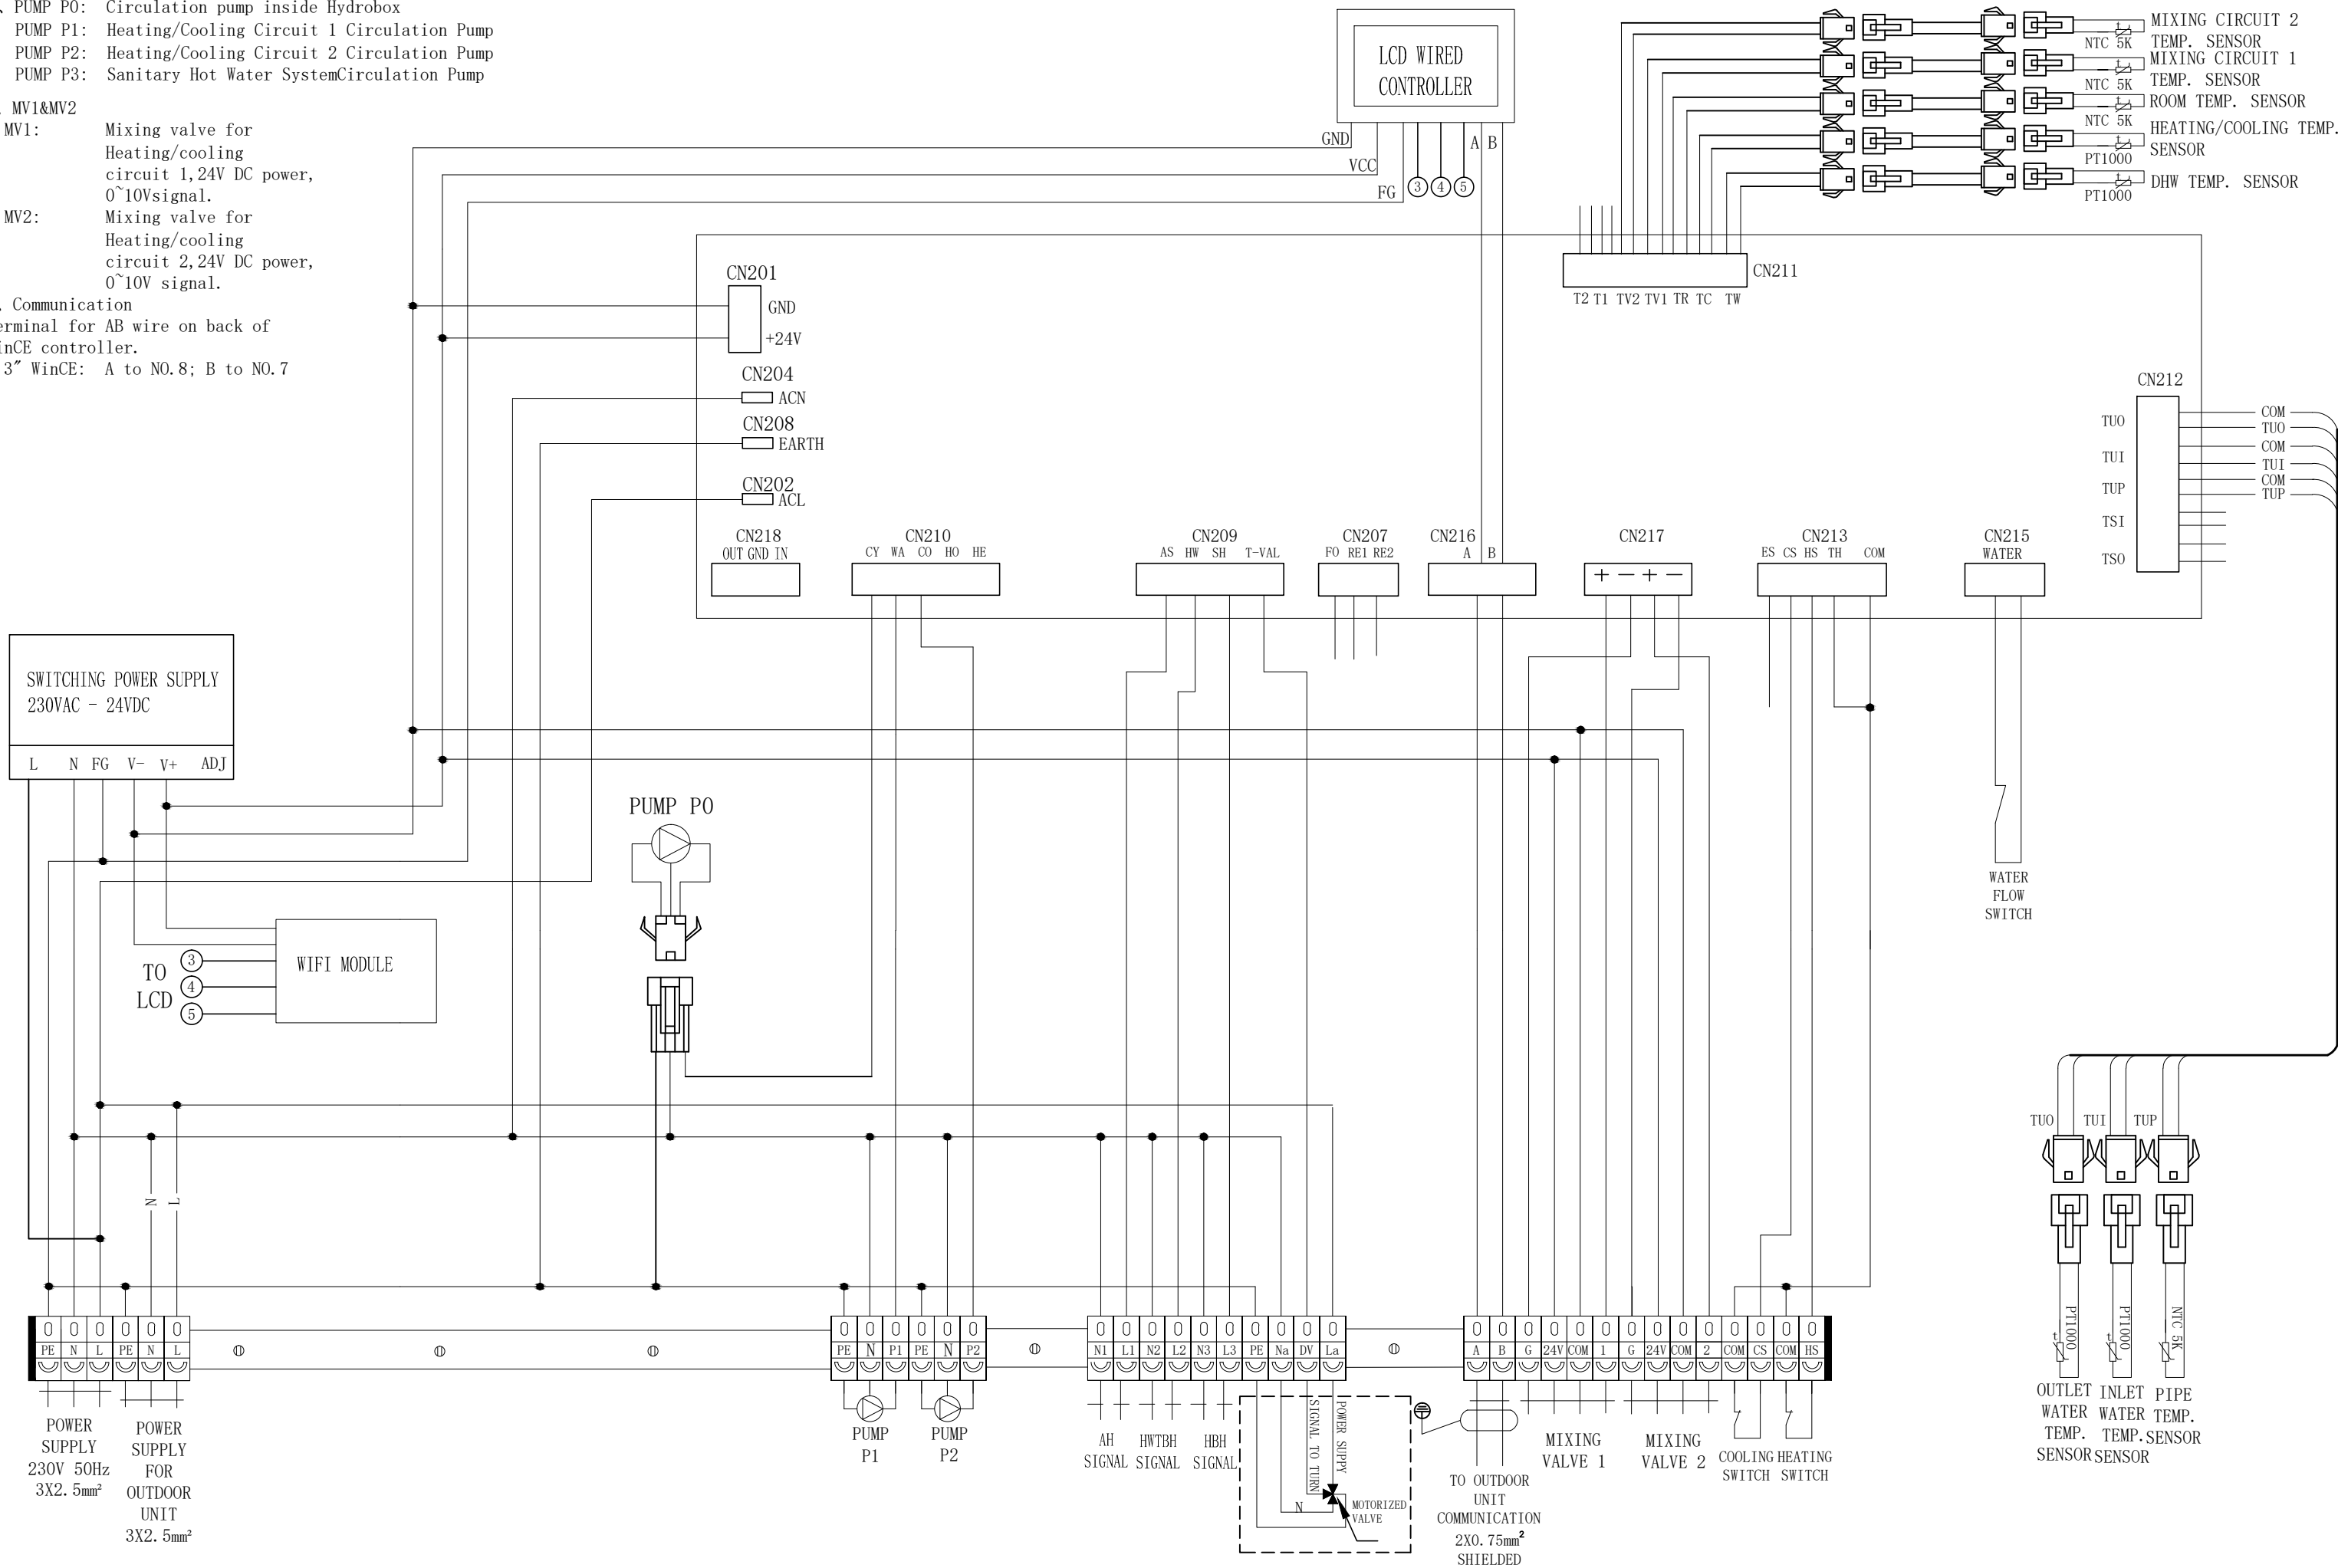 、PUMP P0: Circulation pump inside Hydrobox
PUMP P1: Heating/Cooling Circuit 1 Circulation Pump
PUMP P2: Heating/Cooling Circuit 2 Circulation Pump
PUMP P3: Sanitary Hot Water SystemCirculation Pump
. MV1&MV2
MV1: Mixing valve for
Heating/cooling
circuit 1,24V DC power,
0~10Vsignal.
MV2: Mixing valve for
Heating/cooling
circuit 2,24V DC power,
0~10V signal.
. Communication
erminal for AB wire on back of
inCE controller.
3" WinCE: A to NO.8; B to NO.7
LCD WIRED
CONTROLLER
GND
VCC
FG
3 4 5
A B
MIXING CIRCUIT 2
TEMP. SENSOR
NTC 5K
MIXING CIRCUIT 1
TEMP. SENSOR
NTC 5K
ROOM TEMP. SENSOR
NTC 5K
HEATING/COOLING TEMP.
SENSOR
PT1000
DHW TEMP. SENSOR
PT1000
CN211
T2 T1 TV2 TV1 TR TC TW
CN201
GND
+24V
CN204
ACN
CN208
EARTH
CN202
ACL
CN212
TUO
TUI
TUP
TSI
TSO
COM
TUO
COM
TUI
COM
TUP
CN218
OUT GND IN
CN210
CY WA CO HO HE
CN209
AS HW SH T-VAL
CN207
FO RE1 RE2
CN216
A B
CN217
+ − + −
CN213
ES CS HS TH COM
CN215
WATER
SWITCHING POWER SUPPLY
230VAC - 24VDC
L N FG V- V+ ADJ
PUMP P0
WIFI MODULE
TO
LCD
3
4
5
WATER
FLOW
SWITCH
N L
TUO TUI TUP
PT1000 PT1000 NTC 5K
OUTLET
WATER
TEMP.
SENSOR
INLET
WATER
TEMP.
SENSOR
PIPE
TEMP.
SENSOR
PE N L PE N L
PE N P1 PE N P2
N1 L1 N2 L2 N3 L3 PE Na DV La
A B G 24V COM 1 G 24V COM 2 COM CS COM HS
POWER
SUPPLY
230V 50Hz
3X2.5mm²
POWER
SUPPLY
FOR
OUTDOOR
UNIT
3X2.5mm²
PUMP
P1
PUMP
P2
AH
SIGNAL
HWTBH
SIGNAL
HBH
SIGNAL
SIGNAL TO TURN
POWER SUPPY
N
MOTORIZED
VALVE
TO OUTDOOR
UNIT
COMMUNICATION
2X0.75mm²
SHIELDED
MIXING
VALVE 1
MIXING
VALVE 2
COOLING
SWITCH
HEATING
SWITCH